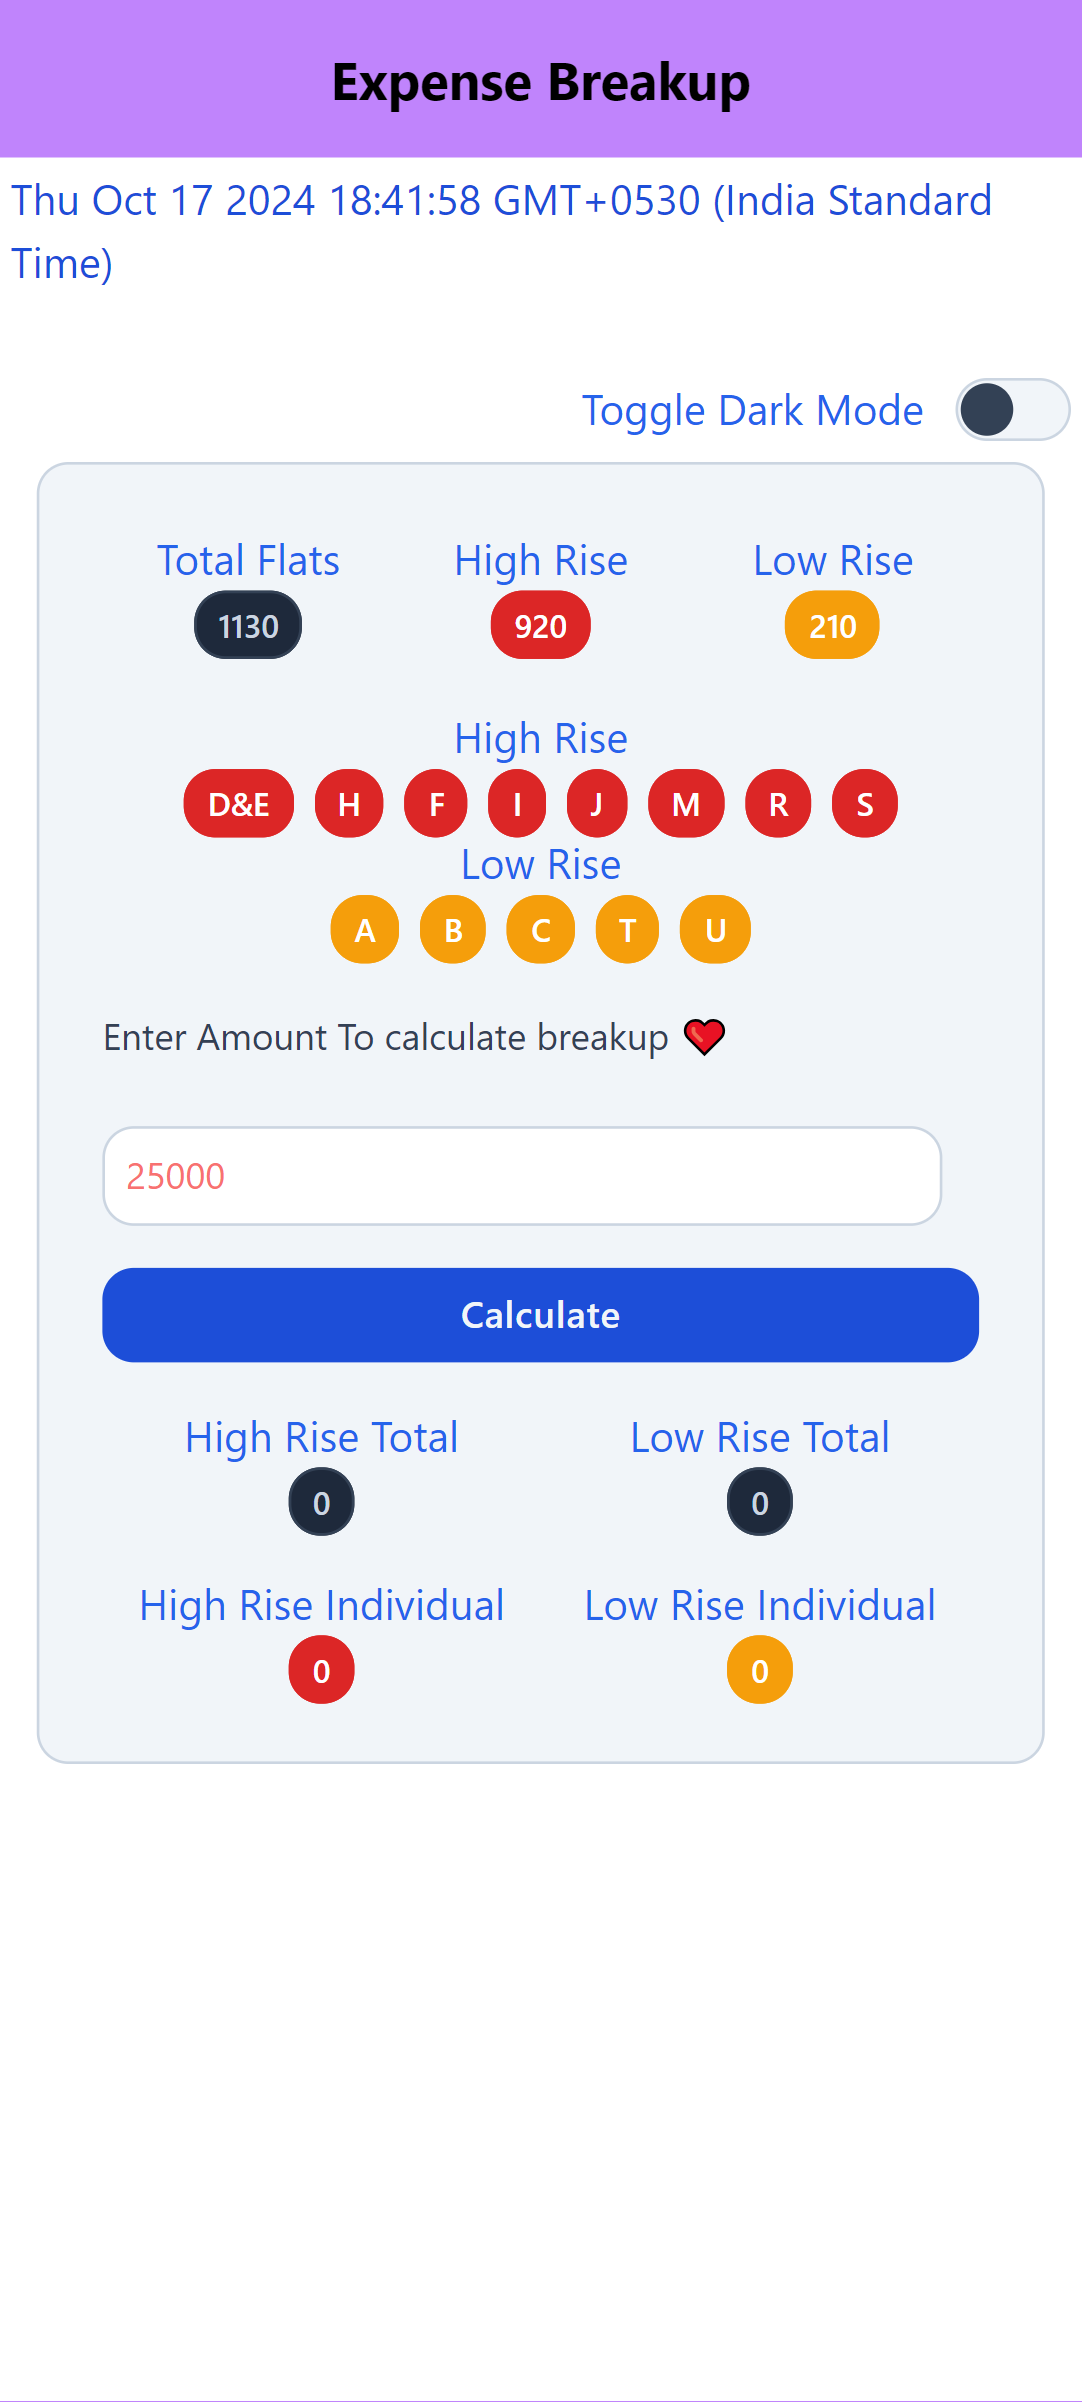 Expense Breakup
Thu Oct 17 2024 18:41:58 GMT+0530 (India Standard
Time)
Toggle Dark Mode
Total Flats High Rise Low Rise
1130 920 210
High Rise
D&E H F I J M R S
Low Rise
A B C T U
Enter Amount To calculate breakup
25000
Calculate
High Rise Total Low Rise Total
0 0
High Rise Individual Low Rise Individual
0 0